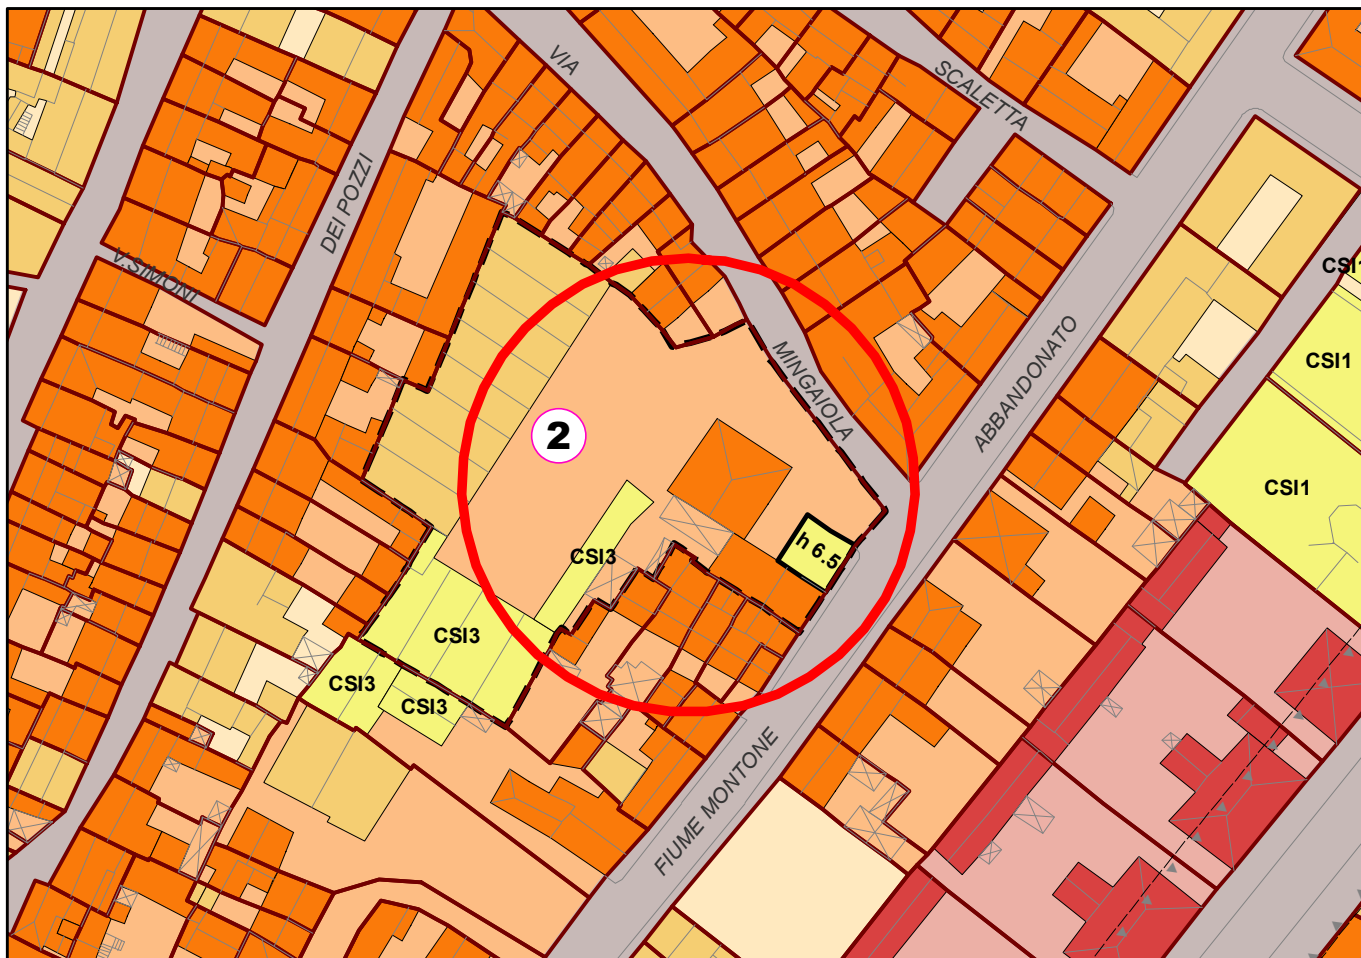 VIA
SCALETTA
DEI POZZI
V.SIMONI
CSI1
MINGAIOLA
ABBANDONATO
CSI1
2
CSI1
h 6.5
CSI3
CSI3
CSI3
CSI3
FIUME MONTONE